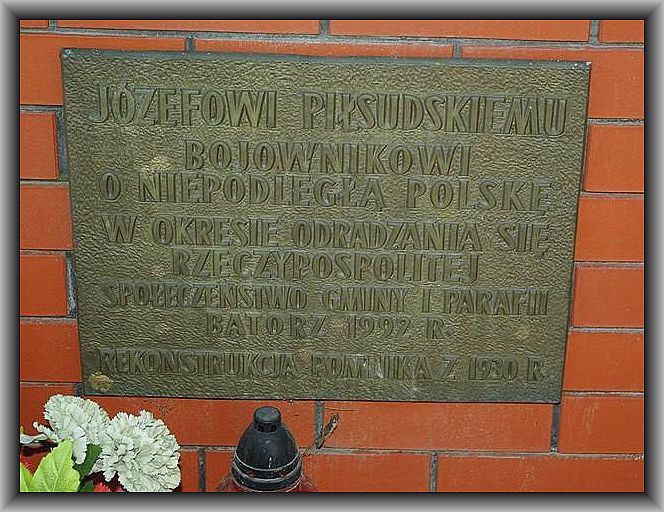 JÓZEFOWI PIŁSUDSKIEMU
BOJOWNIKOWI
O NIEPODLEGŁĄ POLSKĘ
W OKRESIE ODRADZANIA SIĘ
RZECZYPOSPOLITEJ
SPOŁECZEŃSTWO GMINY I PARAFII
BATORZ 1992 R.
REKONSTRUKCJA POMNIKA Z 1930 R.